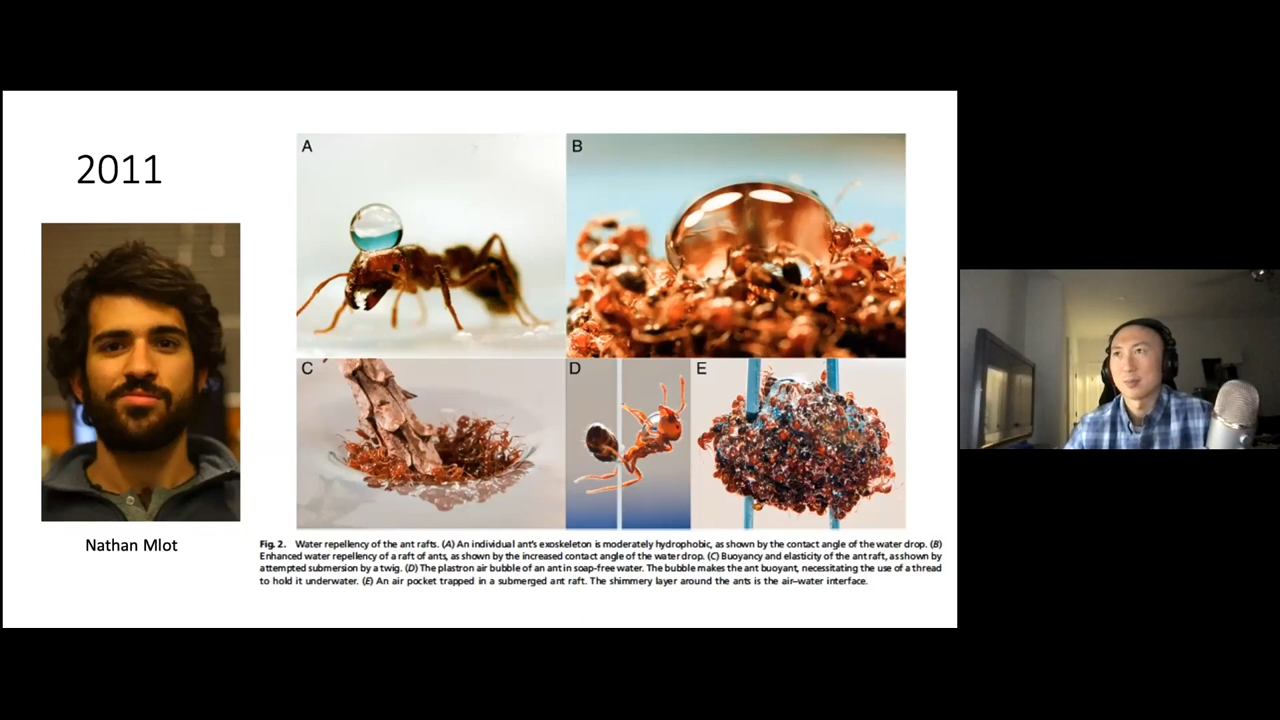 2011
Nathan Mlot
A
B
C
D
E
Fig. 2. Water repellency of the ant rafts. (A) An individual ant's exoskeleton is moderately hydrophobic, as shown by the contact angle of the water drop. (B)
Enhanced water repellency of a raft of ants, as shown by the increased contact angle of the water drop. (C) Buoyancy and elasticity of the ant raft, as shown by
attempted submersion by a twig. (D) The plastron air bubble of an ant in soap-free water. The bubble makes the ant buoyant, necessitating the use of a thread
to hold it underwater. (E) An air pocket trapped in a submerged ant raft. The shimmery layer around the ants is the air–water interface.